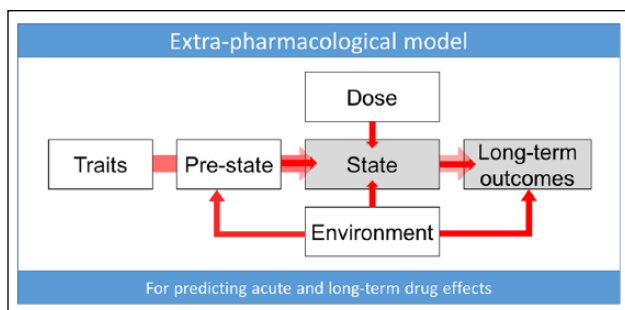 Extra-pharmacological model
Dose
Traits
Pre-state
State
Long-term
outcomes
Environment
For predicting acute and long-term drug effects